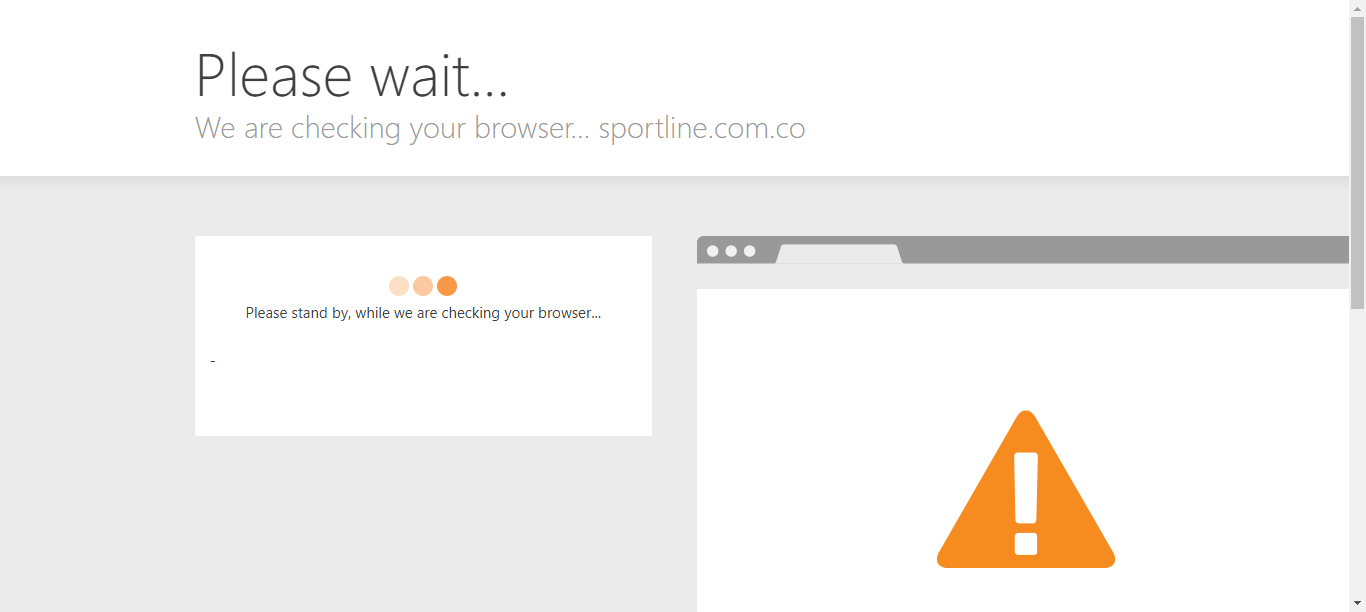 Please wait...
We are checking your browser... sportline.com.co
Please stand by, while we are checking your browser...
-